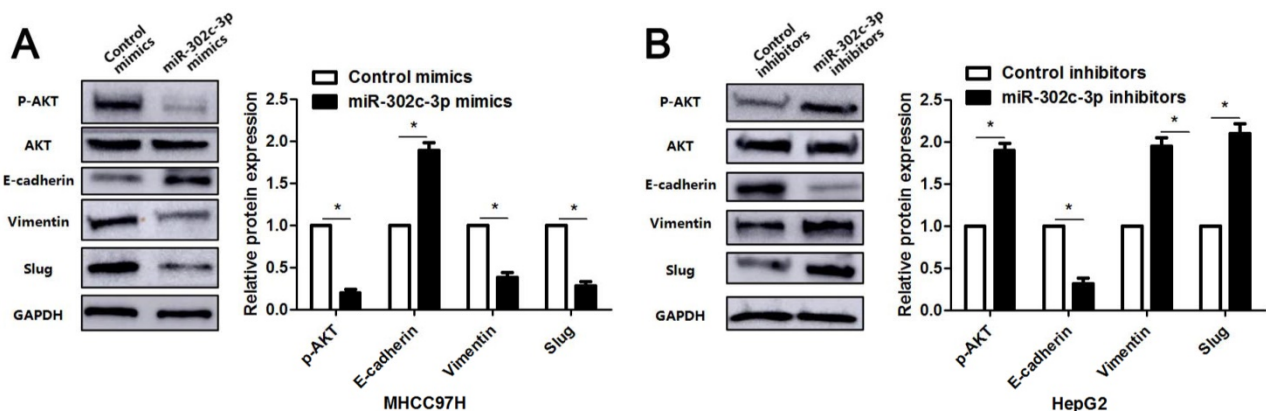 A
Control mimics
miR-302c-3p mimics
P-AKT
AKT
E-cadherin
Vimentin
Slug
GAPDH
Control mimics
miR-302c-3p mimics
Relative protein expression
2.5
2.0
1.5
1.0
0.5
0.0
*
*
*
*
p-AKT
E-cadherin
Vimentin
Slug
MHCC97H
B
Control inhibitors
miR-302c-3p inhibitors
P-AKT
AKT
E-cadherin
Vimentin
Slug
GAPDH
Control inhibitors
miR-302c-3p inhibitors
Relative protein expression
2.5
2.0
1.5
1.0
0.5
0.0
*
*
*
*
p-AKT
E-cadherin
Vimentin
Slug
HepG2